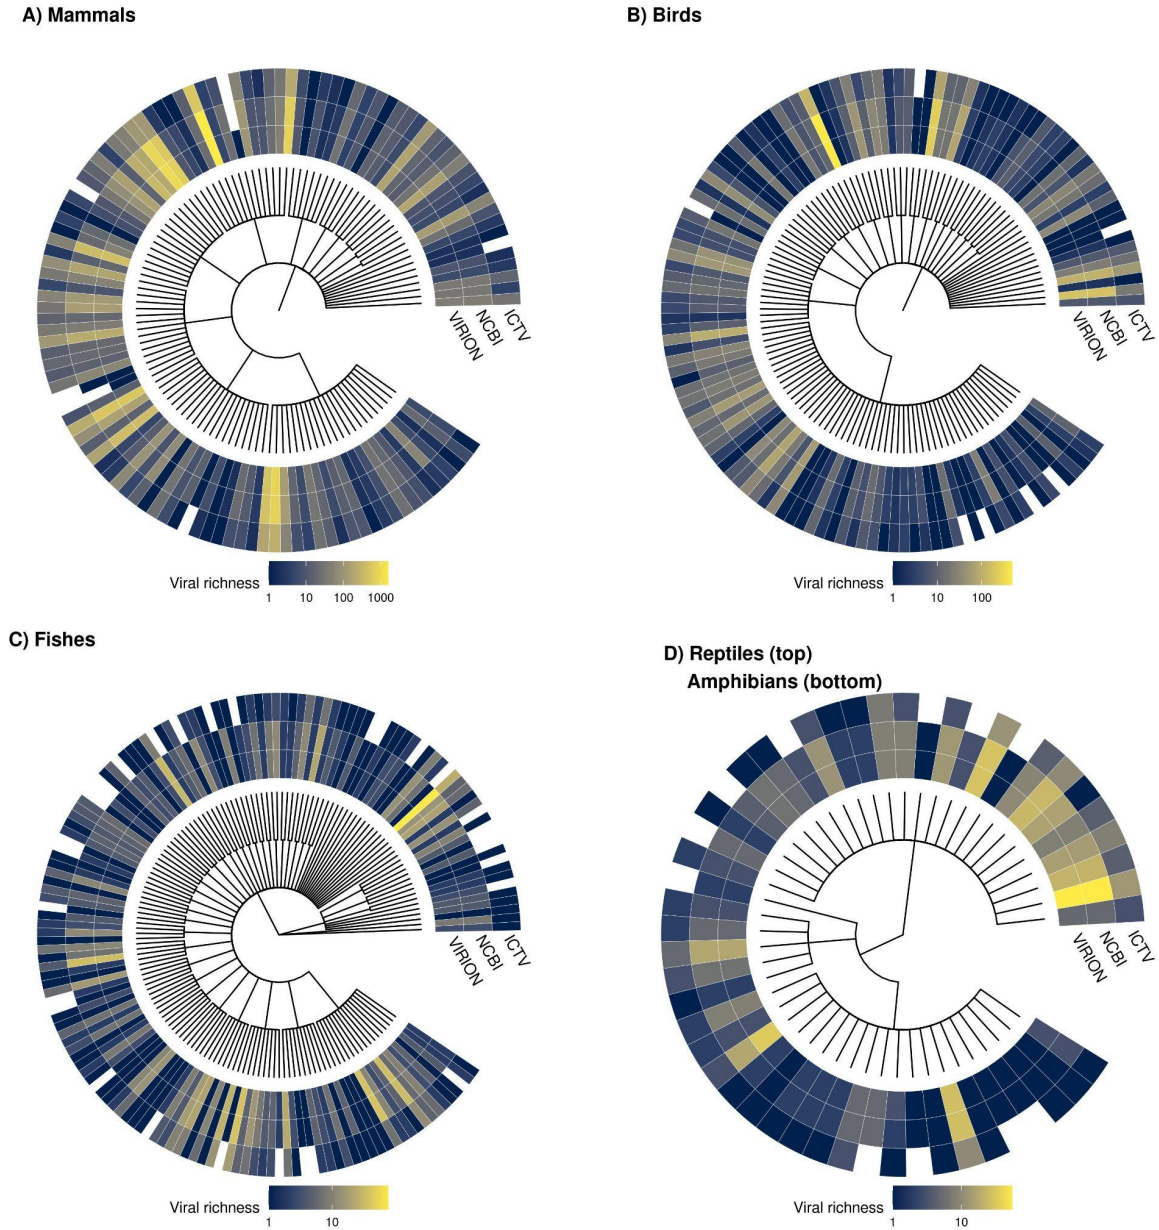 A) Mammals
B) Birds
VIRION
NCBI
ICTV
VIRION
NCBI
ICTV
Viral richness
1 10 100 1000
Viral richness
1 10 100
C) Fishes
D) Reptiles (top)
Amphibians (bottom)
VIRION
NCBI
ICTV
VIRION
NCBI
ICTV
Viral richness
1 10
Viral richness
1 10